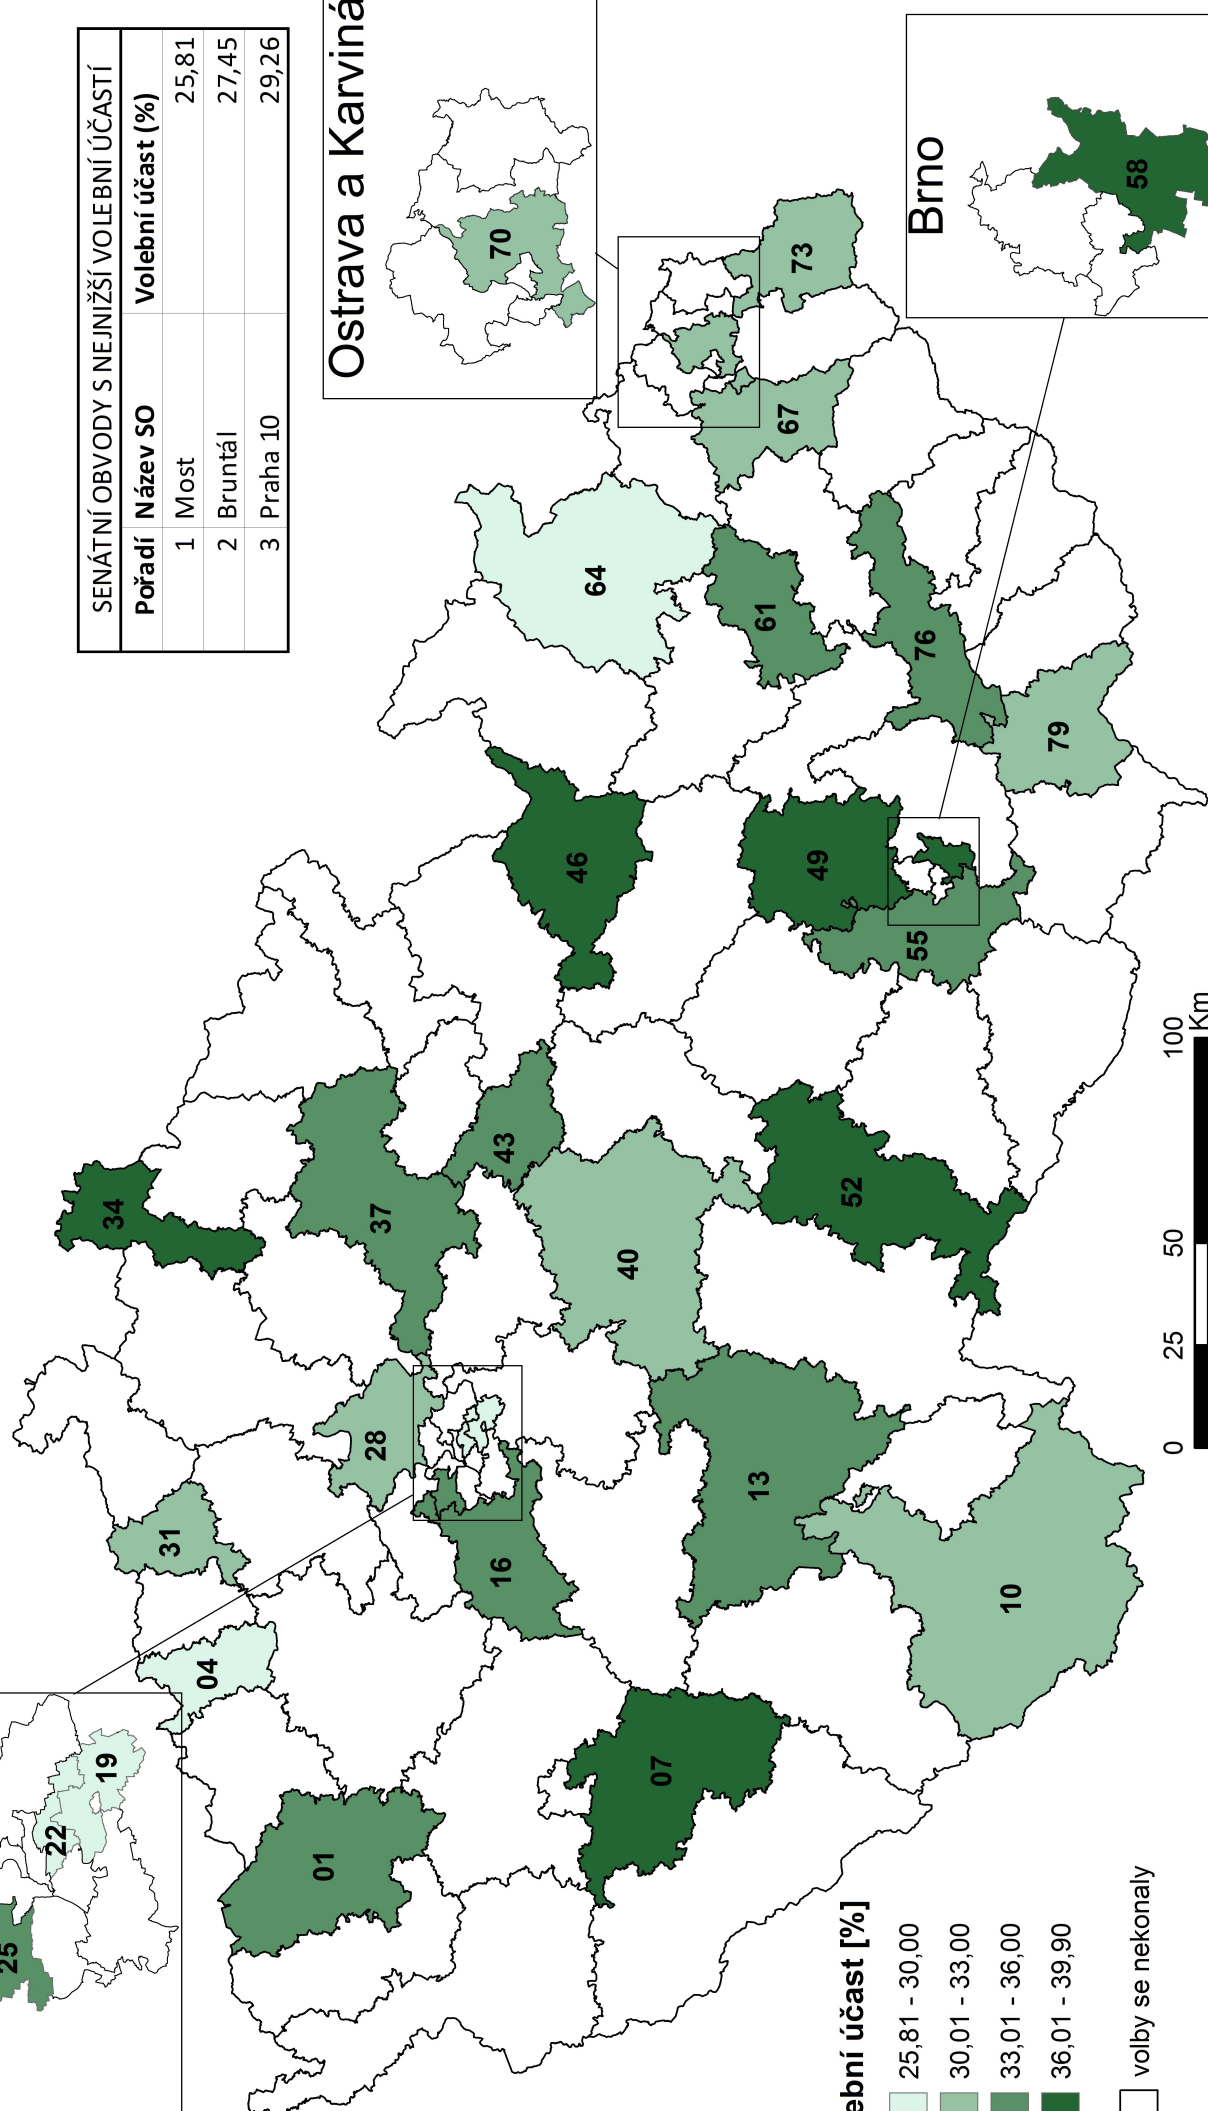 SENÁTNÍ OBVODY S NEJNIŽŠÍ VOLEBNÍ ÚČASTÍ
Pořadí Název SO Volební účast (%)
1 Most 25,81
2 Bruntál 27,45
3 Praha 10 29,26
Ostrava a Karviná
70
Brno
58
25
22
19
34
31
04
01
28
37
43
46
64
16
40
61
67
73
07
13
52
49
55
76
79
10
ební účast [%]
25,81 - 30,00
30,01 - 33,00
33,01 - 36,00
36,01 - 39,90
volby se nekonaly
0 25 50 100
Km